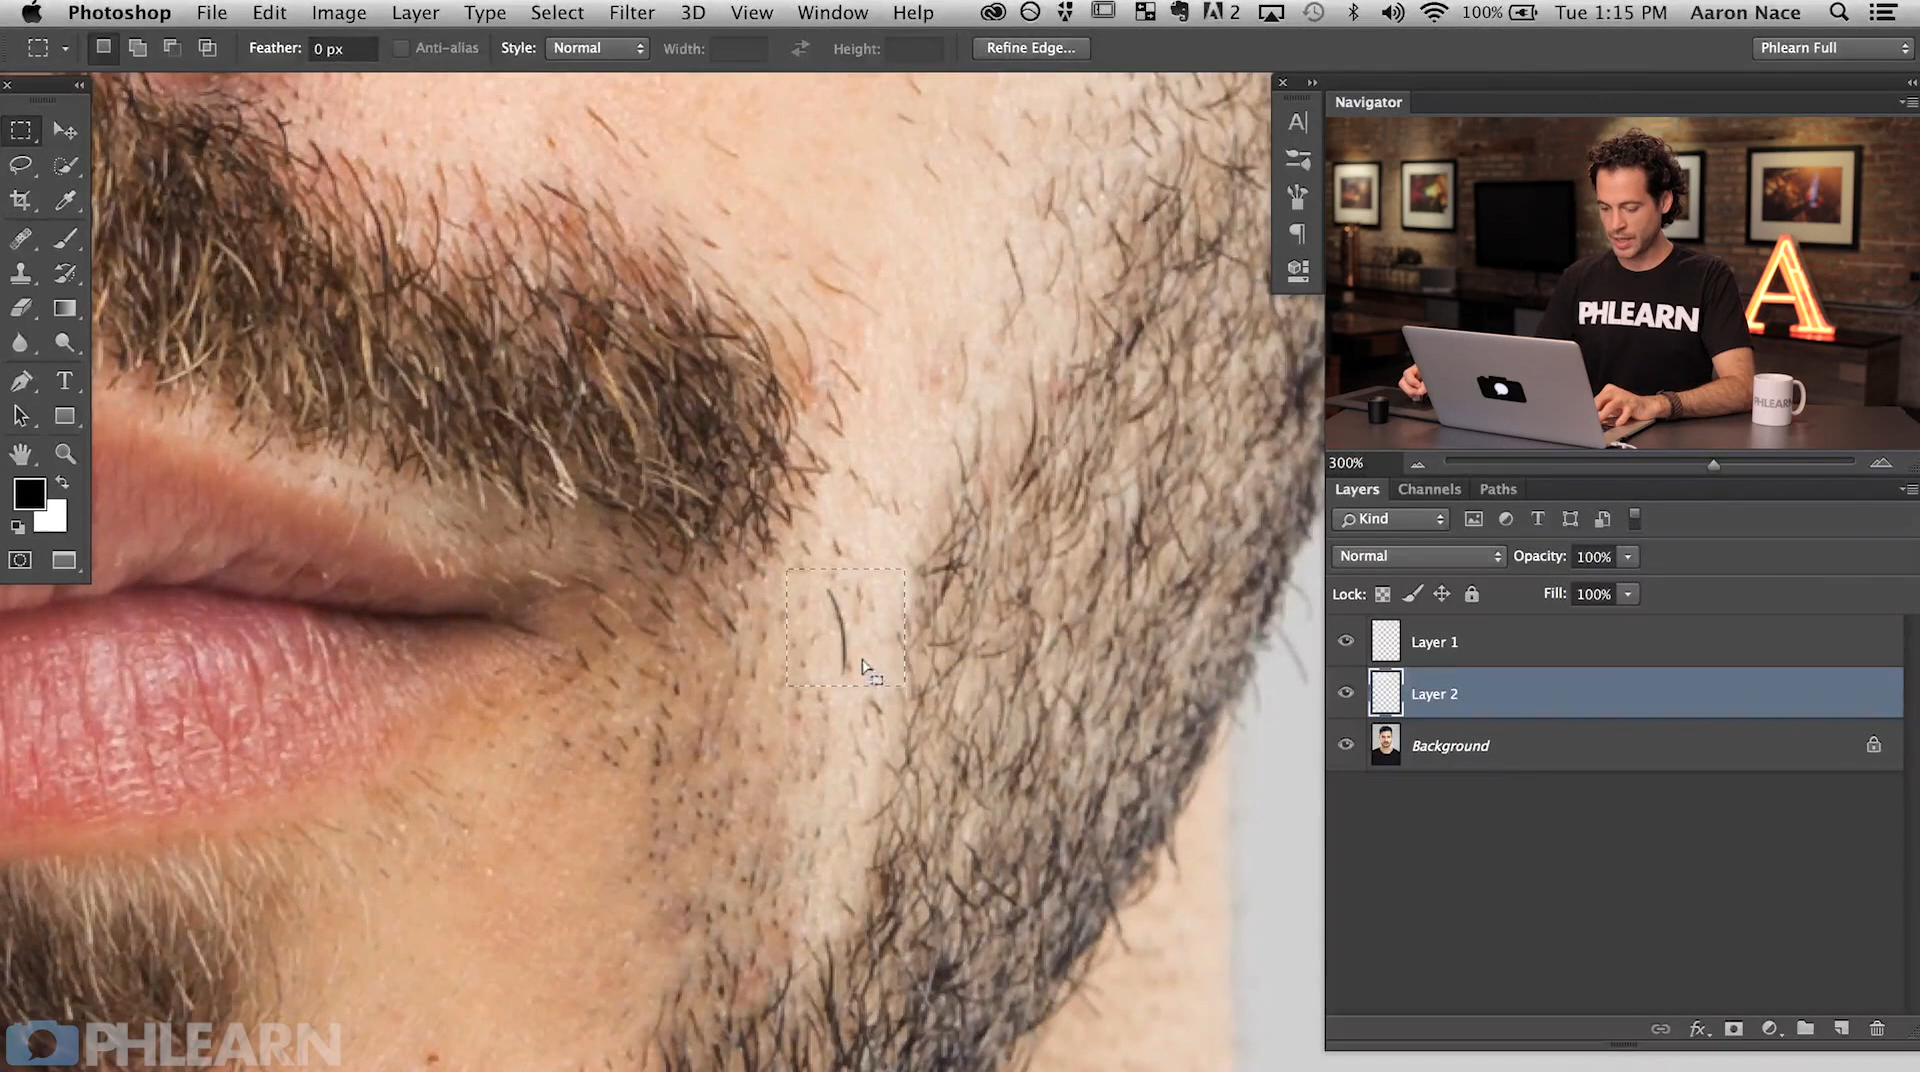 Photoshop File Edit Image Layer Type Select Filter 3D View Window Help 2 100% Tue 1:15 PM Aaron Nace
Feather: 0 px Anti-alias Style: Normal Width: Height: Refine Edge... Phlearn Full
Navigator
PHLEARN
A
PHLEARN
300%
Layers Channels Paths
Kind
Normal Opacity: 100%
Lock: Fill: 100%
Layer 1
Layer 2
Background
fx
PHLEARN